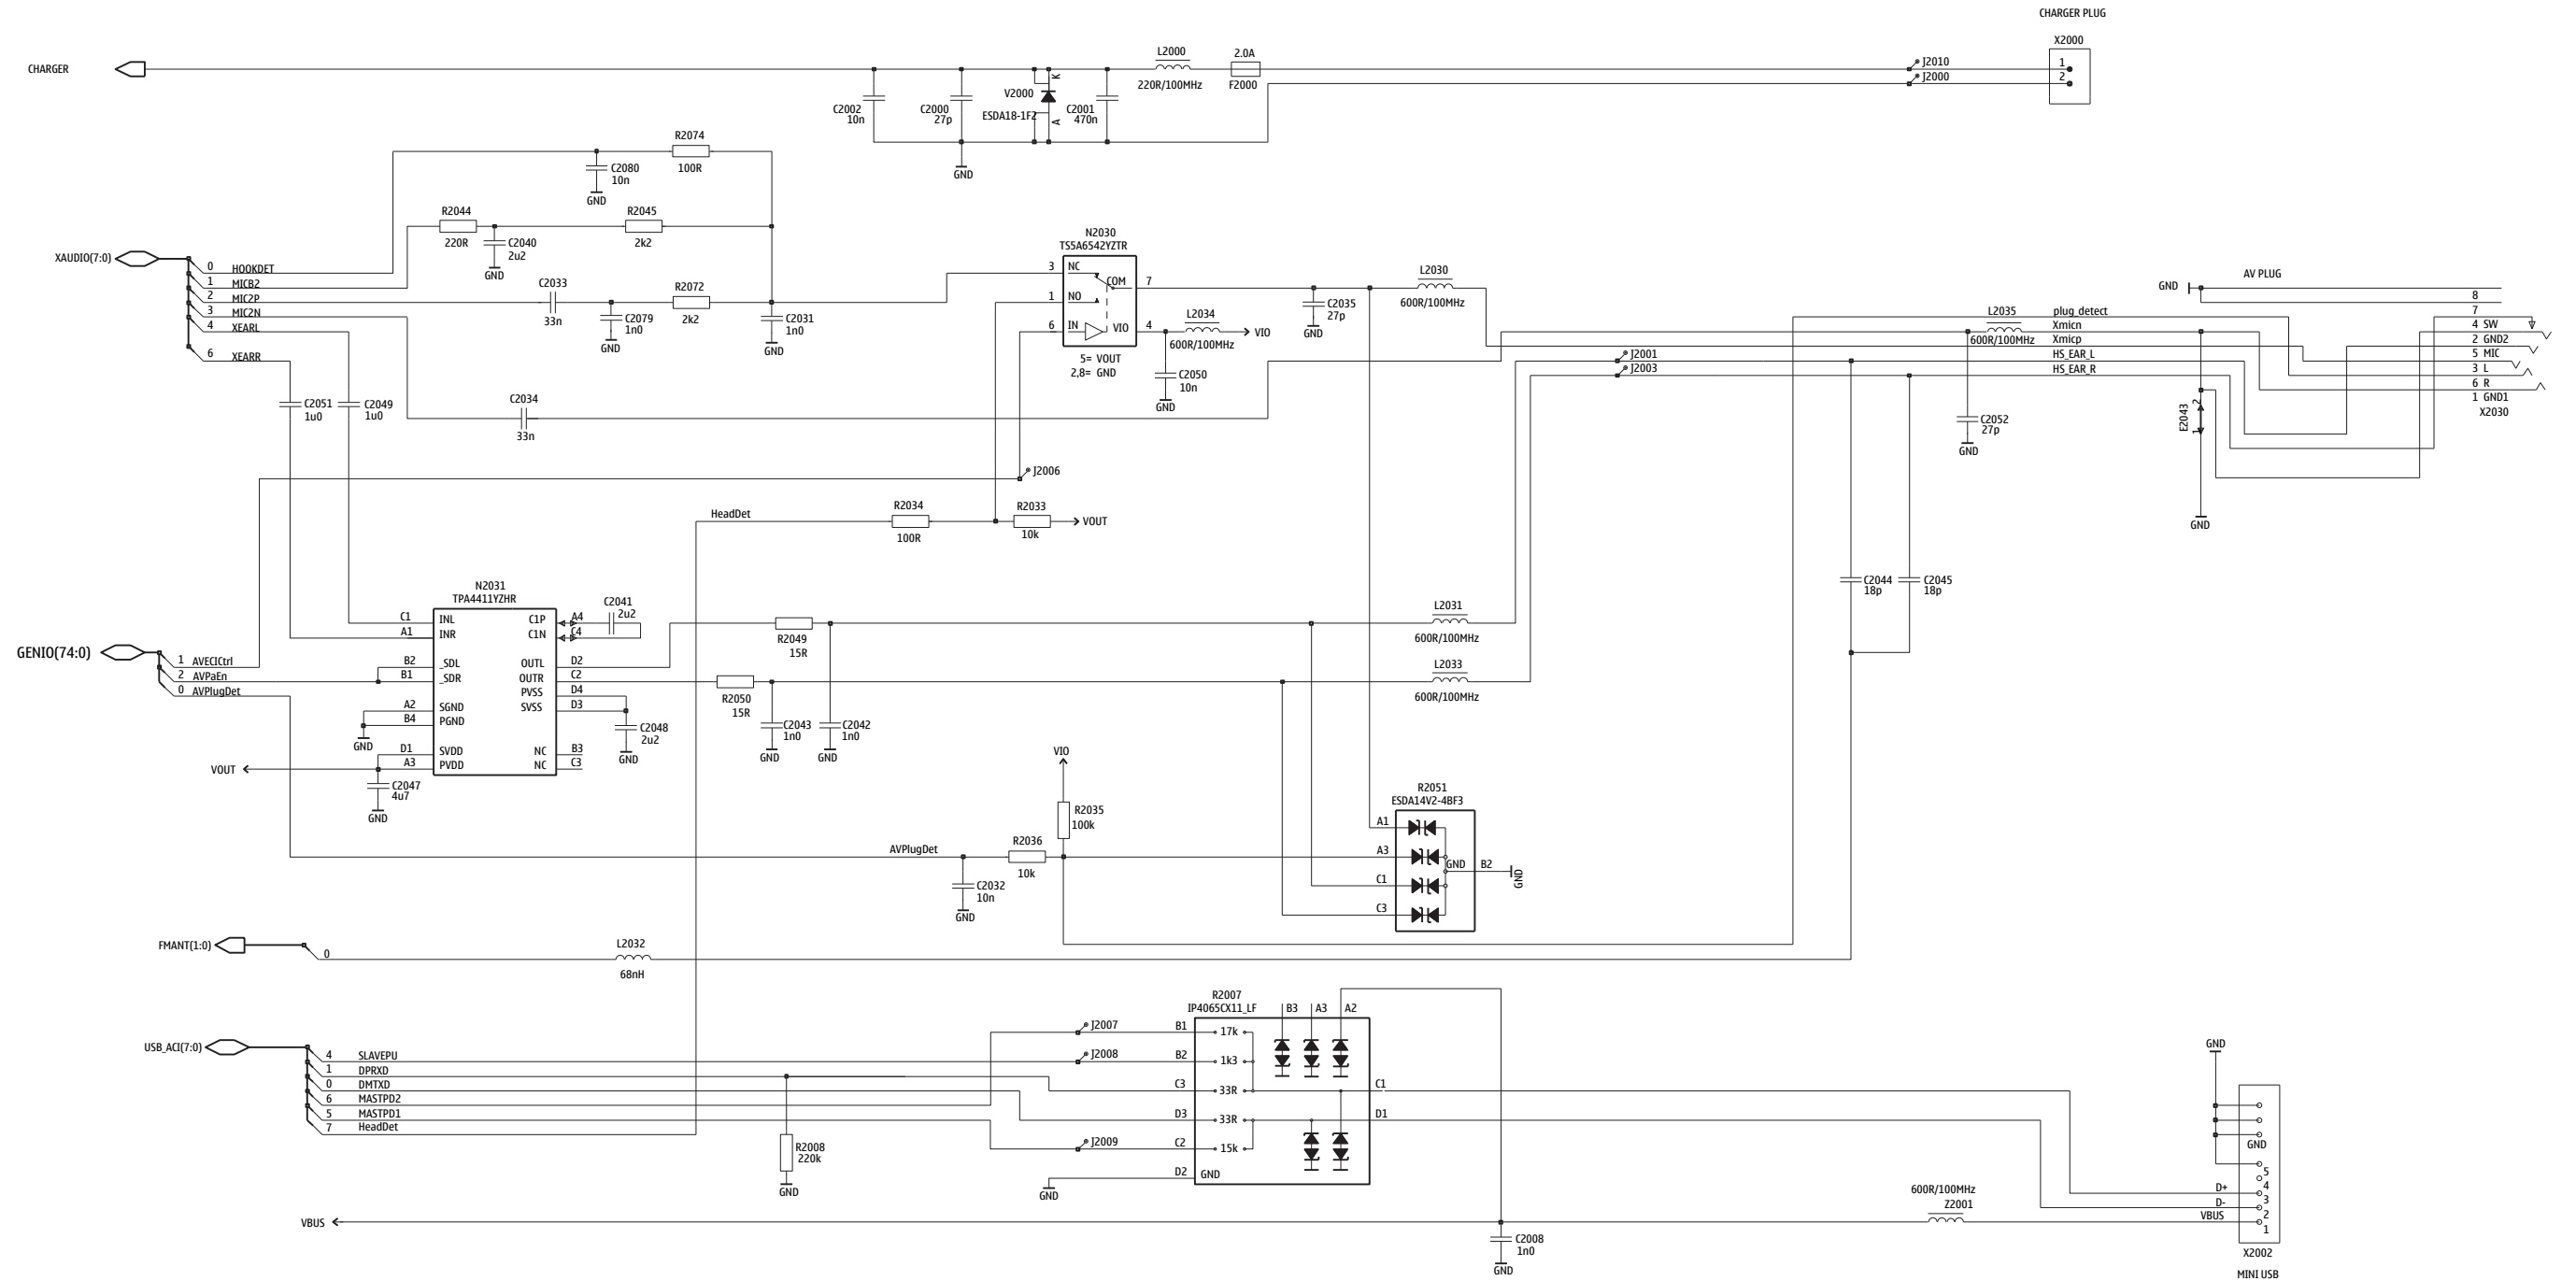 CHARGER PLUG
X2000
CHARGER
L2000
220R/100MHz
2.0A
F2000
J2010
J2000
1
2
C2002
10n
C2000
27p
V2000
ESDA18-1F2
K
A
C2001
470n
GND
R2074
100R
C2080
10n
GND
R2044
220R
C2040
2u2
GND
R2045
2k2
XAUDIO(7:0)
0 HOOKDET
1 MICB2
2 MIC2P
3 MIC2N
4 XEARL
6 XEARR
C2033
33n
C2079
1n0
GND
R2072
2k2
C2031
1n0
GND
N2030
TS5A6542YZTR
3 NC
COM 7
1 NO
6 IN
VIO 4
5= VOUT
2,8= GND
L2034
600R/100MHz
VIO
C2050
10n
GND
C2035
27p
GND
L2030
600R/100MHz
J2001
J2003
AV PLUG
GND
8
7
4 SW
2 GND2
5 MIC
3 L
6 R
1 GND1
X2030
L2035
600R/100MHz
plug_detect
Xmicn
Xmicp
HS_EAR_L
HS_EAR_R
C2052
27p
GND
E2043
2
1
GND
C2051
1u0
C2049
1u0
C2034
33n
J2006
HeadDet
R2034
100R
R2033
10k
VOUT
N2031
TPA4411YZHR
C1 INL
A1 INR
B2 _SDL
B1 _SDR
A2 SGND
B4 PGND
D1 SVDD
A3 PVDD
C1P A4
C1N C4
OUTL D2
OUTR C2
PVSS D4
SVSS D3
NC B3
NC C3
C2041
2u2
C2048
2u2
GND
GND
VOUT
C2047
4u7
GND
GENIO(74:0)
1 AVECICtrl
2 AVPaEn
0 AVPlugDet
R2049
15R
R2050
15R
C2043
1n0
GND
C2042
1n0
GND
L2031
600R/100MHz
L2033
600R/100MHz
C2044
18p
C2045
18p
VIO
R2035
100k
AVPlugDet
R2036
10k
C2032
10n
GND
R2051
ESDA14V2-4BF3
A1
A3
C1
C3
GND
B2
GND
FMANT(1:0)
0
L2032
68nH
USB_ACI(7:0)
4 SLAVEPU
1 DPRXD
0 DMTXD
6 MASTPD2
5 MASTPD1
7 HeadDet
R2008
220k
GND
J2007
J2008
J2009
R2007
IP4065CX11_LF
B3 A3 A2
B1 17k
B2 1k3
C3 33R
D3 33R
C2 15k
D2 GND
C1
D1
GND
VBUS
C2008
1n0
GND
600R/100MHz
Z2001
GND
GND
5
4
D+ 3
D- 2
VBUS 1
X2002
MINI USB